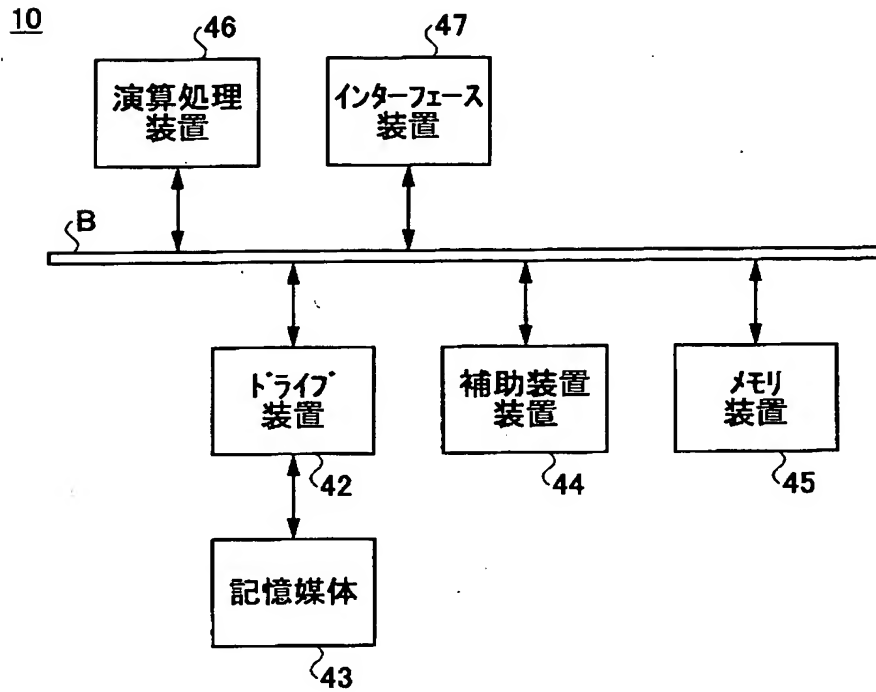 10
46
47
演算処理
装置
インターフェース
装置
B
ドライブ
装置
補助装置
装置
メモリ
装置
42
44
45
記憶媒体
43